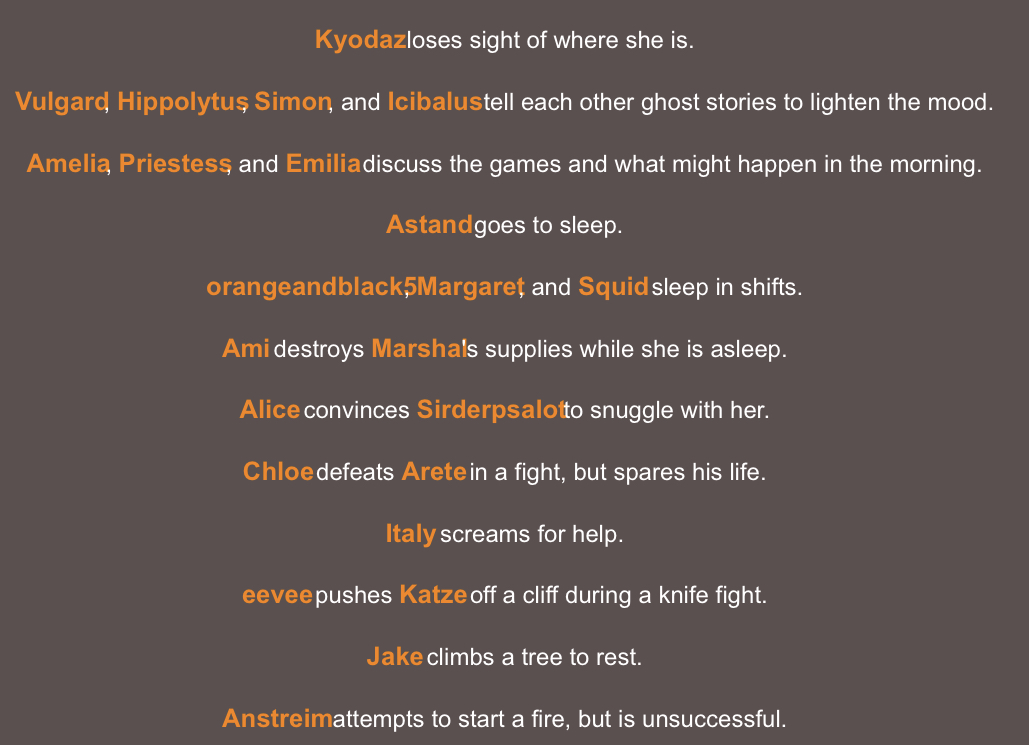 Kyodaz loses sight of where she is.
Vulgard, Hippolytus, Simon, and Icibalus tell each other ghost stories to lighten the mood.
Amelia, Priestess, and Emilia discuss the games and what might happen in the morning.
Astand goes to sleep.
orangeandblack5, Margaret, and Squid sleep in shifts.
Ami destroys Marshal's supplies while she is asleep.
Alice convinces Sirderpsalot to snuggle with her.
Chloe defeats Arete in a fight, but spares his life.
Italy screams for help.
eevee pushes Katze off a cliff during a knife fight.
Jake climbs a tree to rest.
Anstreim attempts to start a fire, but is unsuccessful.